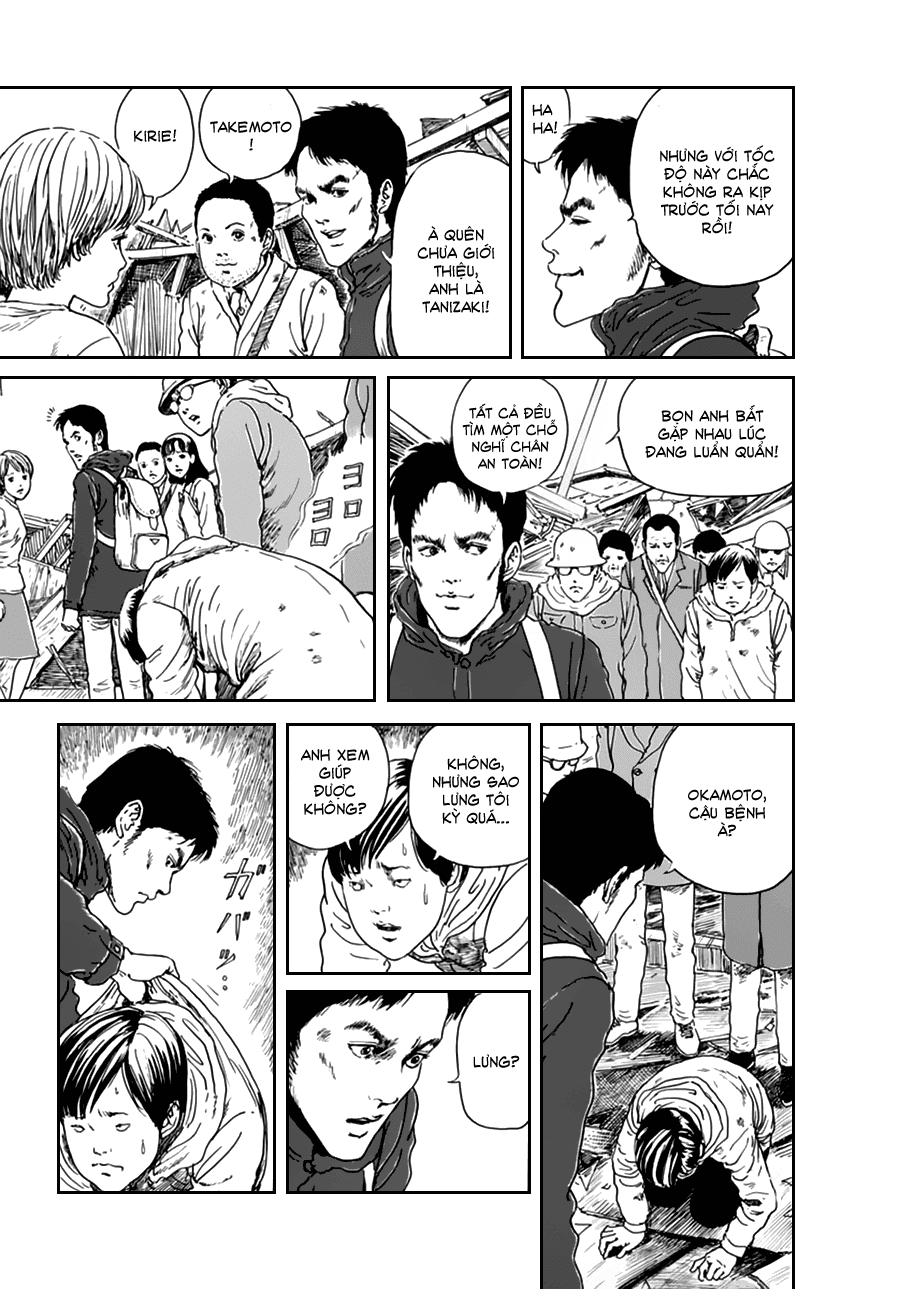 HA
HA!
NHƯNG VỚI TỐC
ĐỘ NÀY CHẮC
KHÔNG RA KỊP
TRƯỚC TỐI NAY
RỒI!
À QUÊN
CHƯA GIỚI
THIỆU,
ANH LÀ
TANIZAKI!
TAKEMOTO
!
KIRIE!
BỌN ANH BẮT
GẶP NHAU LÚC
ĐANG LUẨN QUẨN!
TẤT CẢ ĐỀU
TÌM MỘT CHỖ
NGHĨ CHÂN
AN TOÀN!
ヨロ
ヨロ
OKAMOTO,
CẬU BỆNH
À?
KHÔNG,
NHƯNG SAO
LƯNG TÔI
KỲ QUÁ...
ANH XEM
GIÚP
ĐƯỢC
KHÔNG?
LƯNG?
ガバッ...